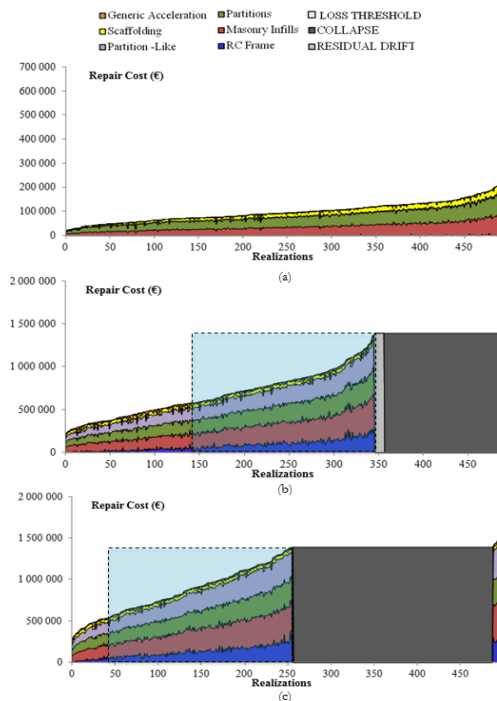 Generic Acceleration Partitions LOSS THRESHOLD
Scaffolding Masonry Infills COLLAPSE
Partition -Like RC Frame RESIDUAL DRIFT
Repair Cost (€)
700 000
600 000
500 000
400 000
300 000
200 000
100 000
0
0 50 100 150 200 250 300 350 400 450
Realizations
(a)
Repair Cost (€)
2 000 000
1 500 000
1 000 000
500 000
0
0 50 100 150 200 250 300 350 400 450
Realizations
(b)
Repair Cost (€)
2 000 000
1 500 000
1 000 000
500 000
0
0 50 100 150 200 250 300 350 400 450
Realizations
(c)